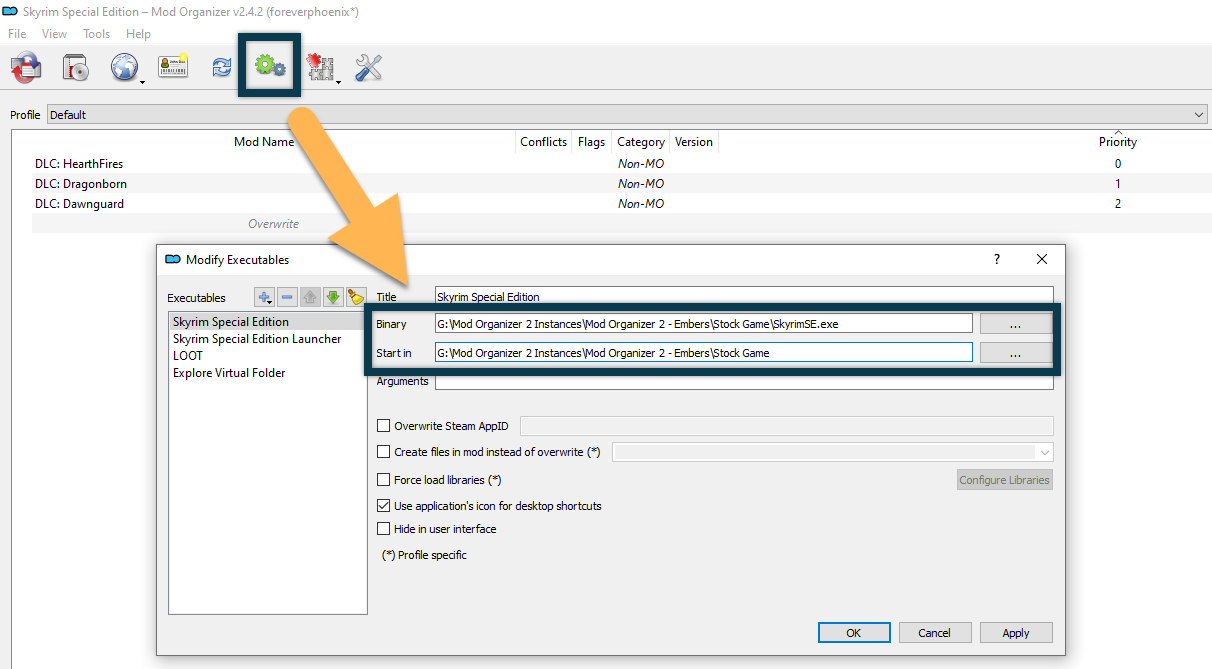 Skyrim Special Edition – Mod Organizer v2.4.2 (foreverphoenix*)
File View Tools Help
Profile Default
Mod Name Conflicts Flags Category Version Priority
DLC: HearthFires Non-MO 0
DLC: Dragonborn Non-MO 1
DLC: Dawnguard Non-MO 2
Overwrite
Modify Executables ?
Executables
Skyrim Special Edition
Skyrim Special Edition Launcher
LOOT
Explore Virtual Folder
Title Skyrim Special Edition
Binary G:\Mod Organizer 2 Instances\Mod Organizer 2 - Embers\Stock Game\SkyrimSE.exe ...
Start in G:\Mod Organizer 2 Instances\Mod Organizer 2 - Embers\Stock Game ...
Arguments
Overwrite Steam AppID
Create files in mod instead of overwrite (*)
Force load libraries (*) Configure Libraries
Use application's icon for desktop shortcuts
Hide in user interface
(*) Profile specific
OK Cancel Apply